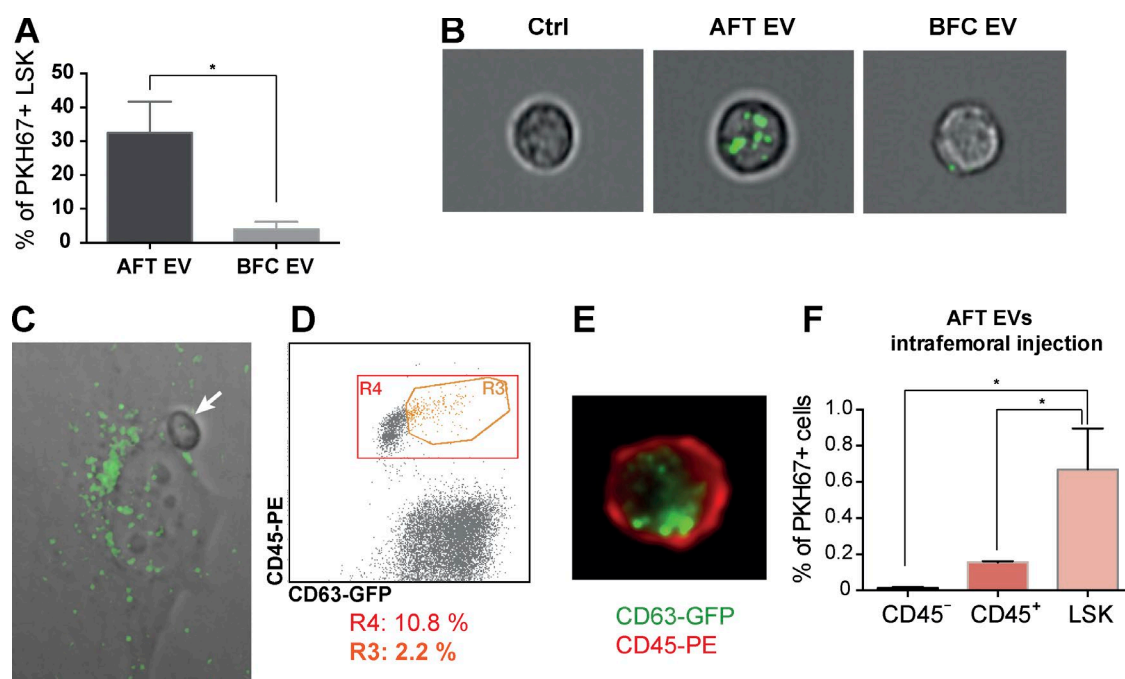 A
% of PKH67+ LSK
50
40
30
20
10
0
*
AFT EV
BFC EV
B
Ctrl
AFT EV
BFC EV
C
D
R4
R3
CD45-PE
CD63-GFP
R4: 10.8 %
R3: 2.2 %
E
CD63-GFP
CD45-PE
F
AFT EVs
intrafemoral injection
% of PKH67+ cells
1.0
0.8
0.6
0.4
0.2
0
*
*
CD45⁻
CD45⁺
LSK